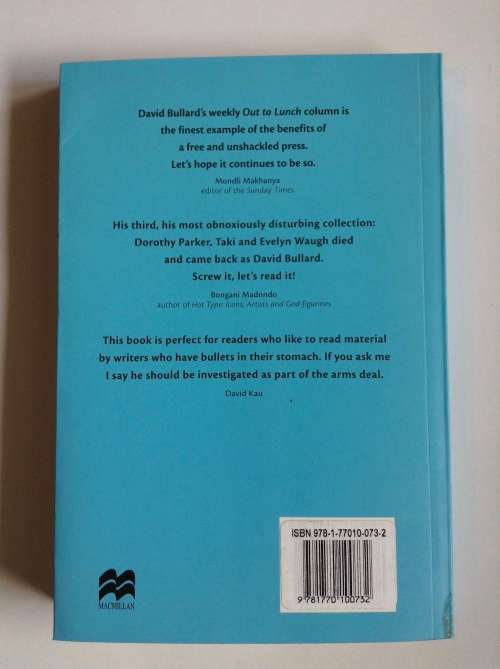 David Bullard's weekly Out to Lunch column is
the finest example of the benefits of
a free and unshackled press.
Let's hope it continues to be so.
Mondli Makhanya
editor of the Sunday Times
His third, his most obnoxiously disturbing collection:
Dorothy Parker, Taki and Evelyn Waugh died
and came back as David Bullard.
Screw it, let's read it!
Bongani Madondo
author of Hot Type: Icons, Artists and God-figurines
This book is perfect for readers who like to read material
by writers who have bullets in their stomach. If you ask me
I say he should be investigated as part of the arms deal.
David Kau
ISBN 978-1-77010-073-2
9 781770 100732
MACMILLAN